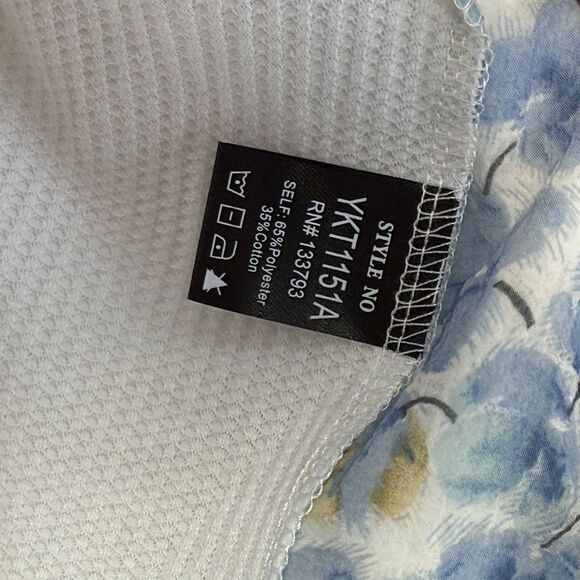 STYLE NO
YKT1151A
RN# 133793
SELF: 65%Polyester
35%Cotton